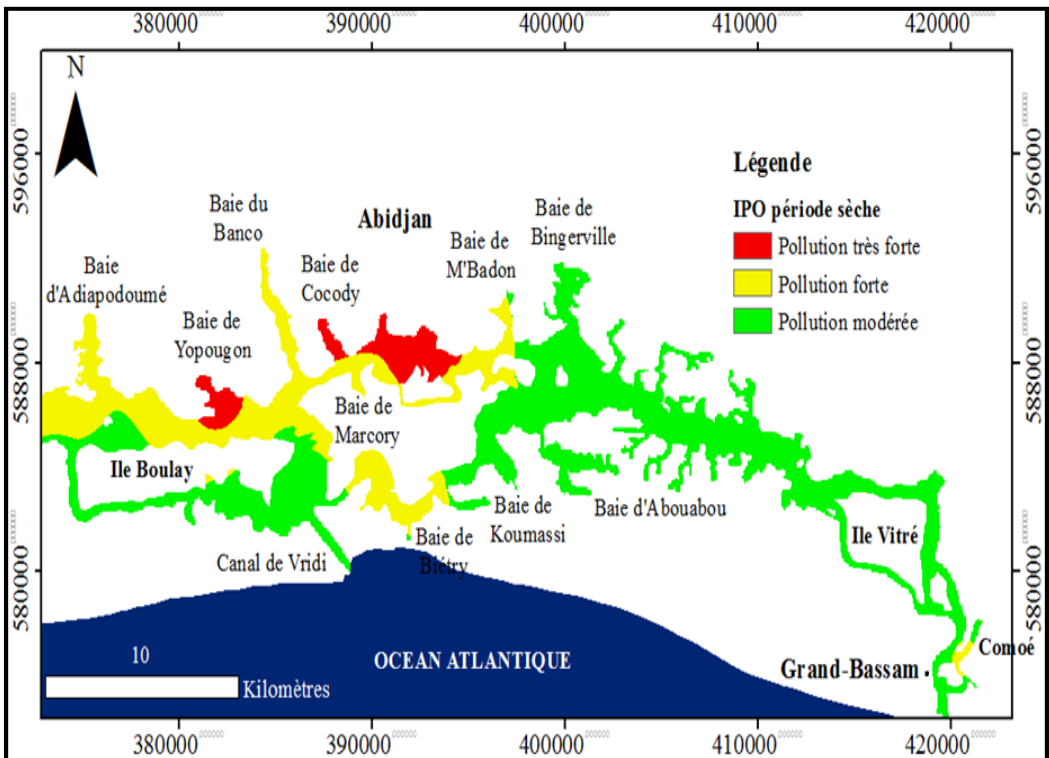 380000 390000 400000 410000 420000
N
596000
588000
580000
596000
588000
580000
Légende
IPO période sèche
Pollution très forte
Pollution forte
Pollution modérée
Baie du
Banco
Abidjan
Baie de
Bingerville
Baie de
M'Badon
Baie
d'Adiapodoumé
Baie de
Cocody
Baie de
Yopougon
Baie de
Marcory
Ile Boulay
Baie de
Koumassi
Baie d'Abouabou
Ile Vitré
Canal de Vridi
Baie de
Biétry
Comoé
Grand-Bassam
OCEAN ATLANTIQUE
10
Kilomètres
380000 390000 400000 410000 420000